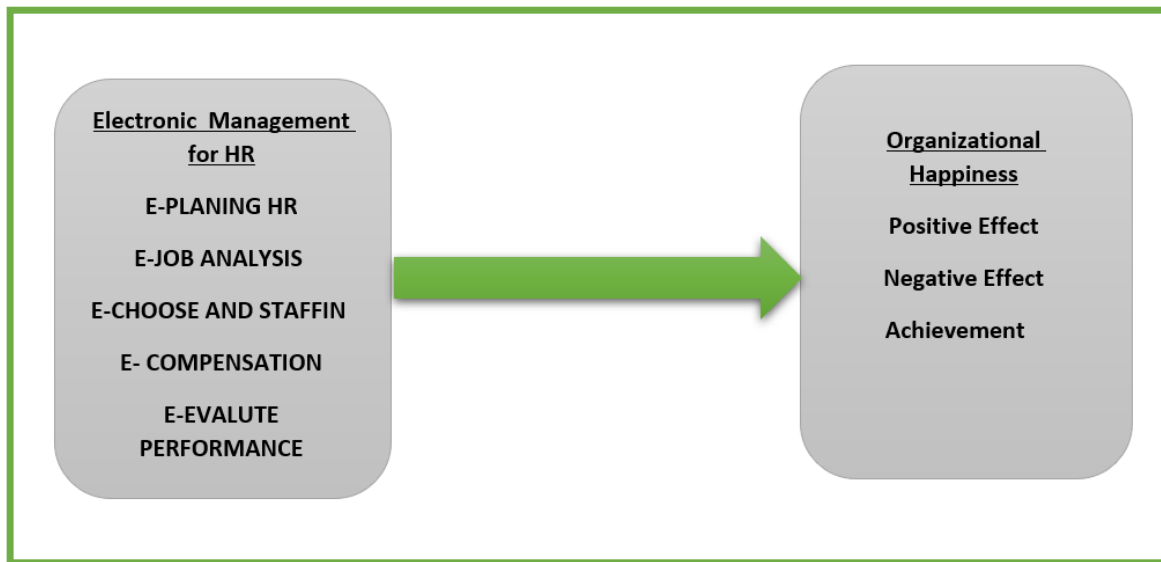 Electronic Management
for HR
E-PLANING HR
E-JOB ANALYSIS
E-CHOOSE AND STAFFIN
E- COMPENSATION
E-EVALUTE
PERFORMANCE
Organizational
Happiness
Positive Effect
Negative Effect
Achievement